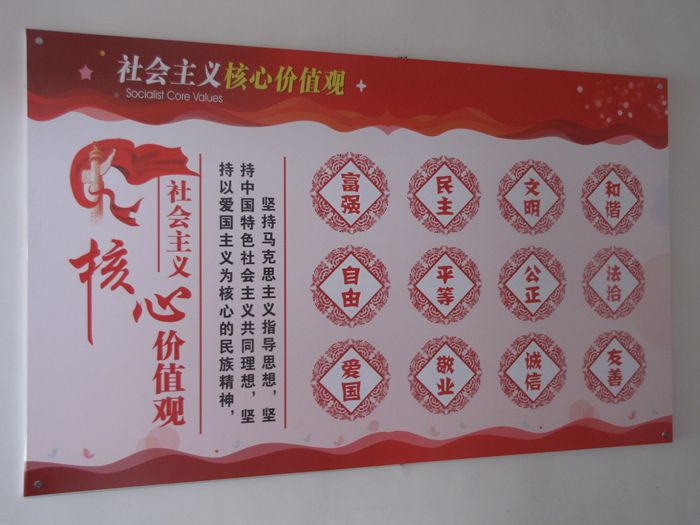 社会主义核心价值观
Socialist Core Values
社会主义
核心价值观
坚持马克思主义指导思想，坚
持中国特色社会主义共同理想，坚
持以爱国主义为核心的民族精神，
富强
民主
文明
和谐
自由
平等
公正
法治
爱国
敬业
诚信
友善